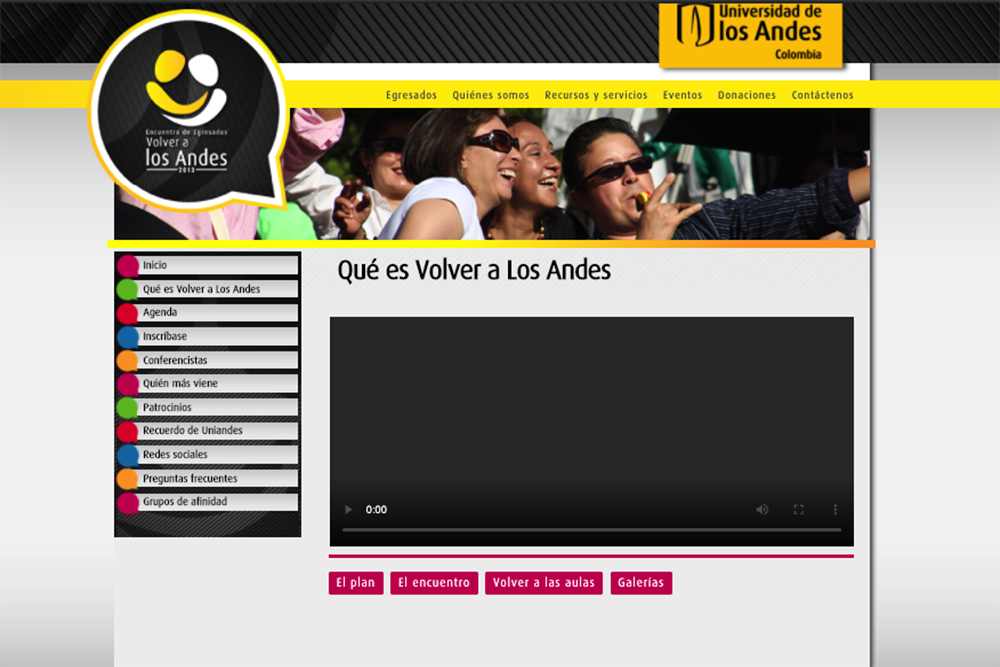 Universidad de
los Andes
Colombia
Egresados Quiénes somos Recursos y servicios Eventos Donaciones Contáctenos
Encuentro de Egresados
Volver a
los Andes
2013
Inicio
Qué es Volver a Los Andes
Agenda
Inscríbase
Conferencistas
Quién más viene
Patrocinios
Recuerdo de Uniandes
Redes sociales
Preguntas frecuentes
Grupos de afinidad
Qué es Volver a Los Andes
0:00
El plan El encuentro Volver a las aulas Galerías